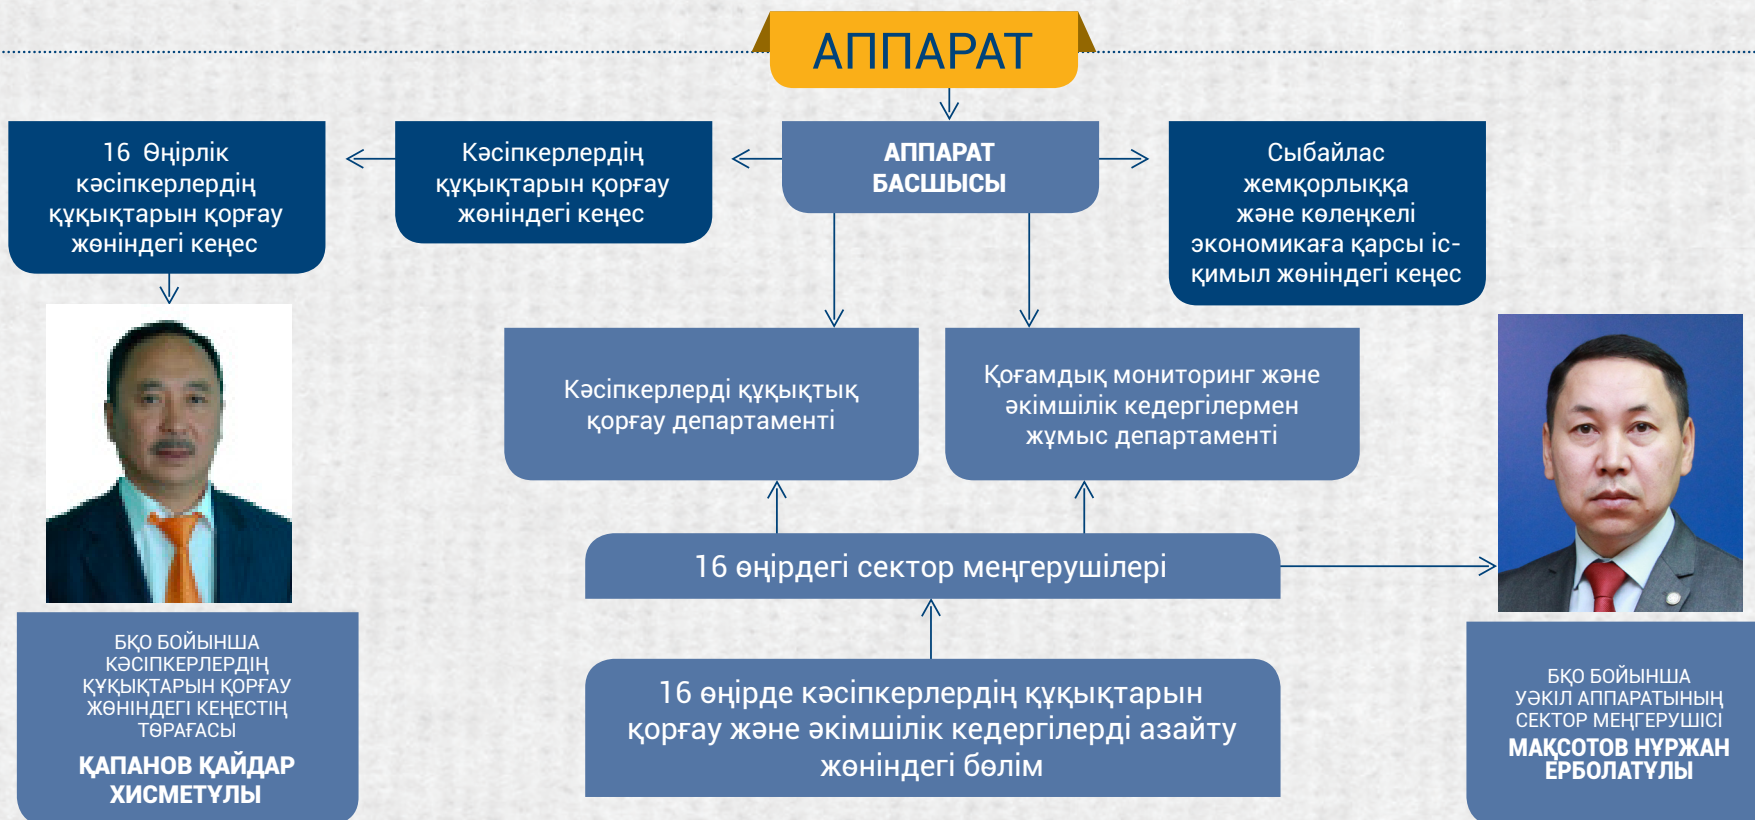 АППАРАТ
16 Өңірлік
кәсіпкерлердің
құқықтарын қорғау
жөніндегі кеңес
Кәсіпкерлердің
құқықтарын қорғау
жөніндегі кеңес
АППАРАТ
БАСШЫСЫ
Сыбайлас
жемқорлыққа
және көлеңкелі
экономикаға қарсы іс-
қимыл жөніндегі кеңес
Кәсіпкерлерді құқықтық
қорғау департаменті
Қоғамдық мониторинг және
әкімшілік кедергілермен
жұмыс департаменті
16 өңірдегі сектор меңгерушілері
16 өңірде кәсіпкерлердің құқықтарын
қорғау және әкімшілік кедергілерді азайту
жөніндегі бөлім
БҚО БОЙЫНША
КӘСІПКЕРЛЕРДІҢ
ҚҰҚЫҚТАРЫН ҚОРҒАУ
ЖӨНІНДЕГІ КЕҢЕСТІҢ
ТӨРАҒАСЫ
ҚАПАНОВ ҚАЙДАР
ХИСМЕТҰЛЫ
БҚО БОЙЫНША
УӘКІЛ АППАРАТЫНЫҢ
СЕКТОР МЕҢГЕРУШІСІ
МАҚСОТОВ НҰРЖАН
ЕРБОЛАТҰЛЫ